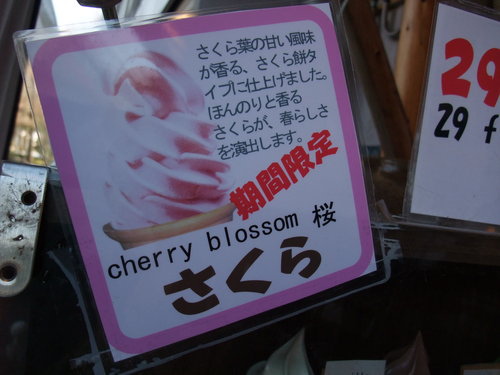 さくら葉の甘い風味
が香る、さくら餅タ
イプに仕上げました。
ほんのりと香る
さくらが、春らしさ
を演出します。
期間限定
cherry blossom 桜
さくら
29
29 f